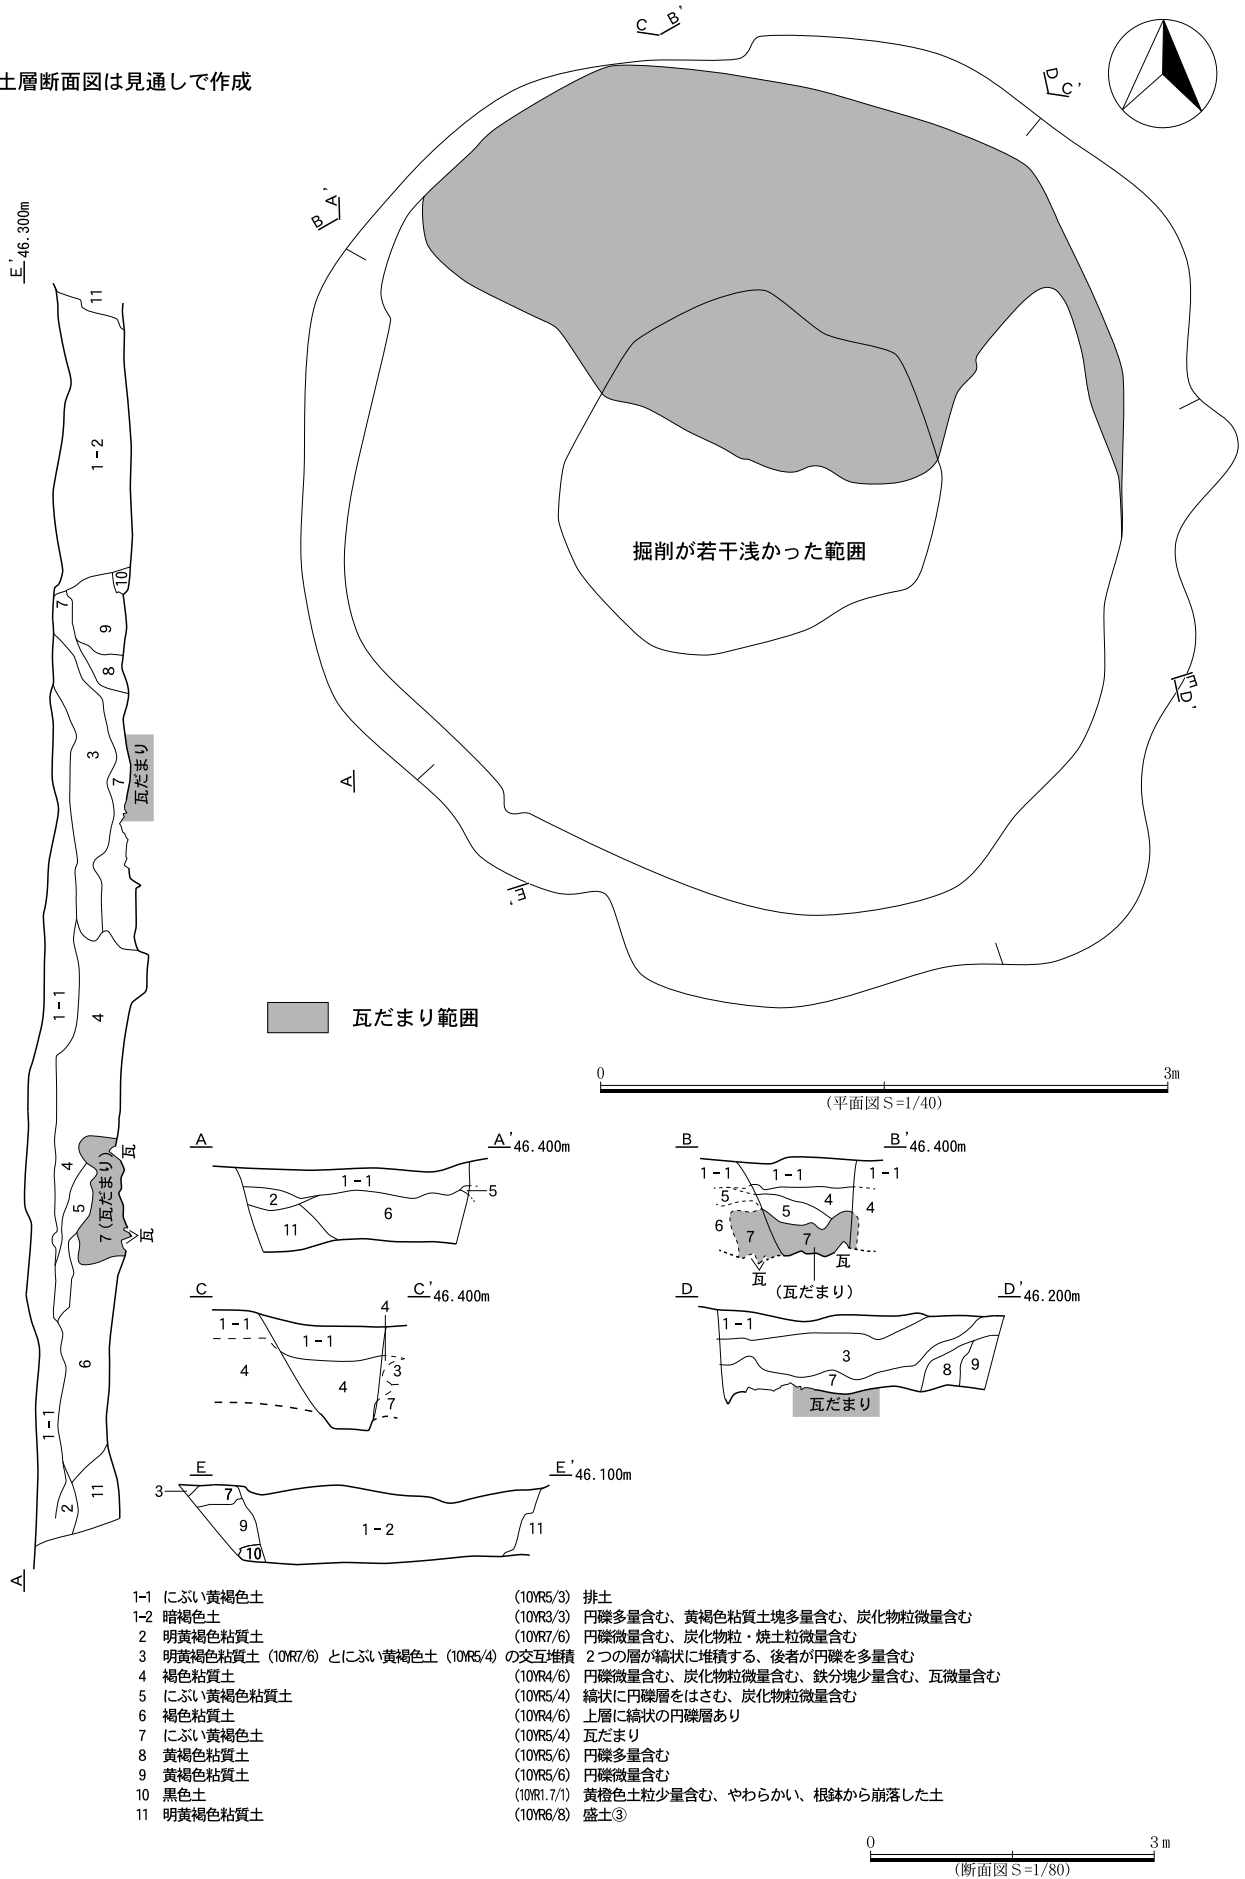 土層断面図は見通しで作成
C
B'
D
C'
B
A'
E'
46.300m
11
1-2
10
7
9
8
3
7
瓦だまり
1-1
4
4
5
7 (瓦だまり)
瓦
瓦
6
1-1
2
11
A
掘削が若干浅かった範囲
A
E'
E
D'
瓦だまり範囲
0
3m
(平面図S=1/40)
A
A'
46.400m
1-1
2
5
6
11
B
B'
46.400m
1-1
1-1
1-1
5
4
5
4
6
7
7
瓦
瓦
(瓦だまり)
C
C'
46.400m
4
1-1
1-1
4
3
4
7
D
D'
46.200m
1-1
3
8
9
7
瓦だまり
E
E'
46.100m
3
7
9
1-2
11
10
1-1 にぶい黄褐色土 (10YR5/3) 排土
1-2 暗褐色土 (10YR3/3) 円礫多量含む、黄褐色粘質土塊多量含む、炭化物粒微量含む
2 明黄褐色粘質土 (10YR7/6) 円礫微量含む、炭化物粒・焼土粒微量含む
3 明黄褐色粘質土 (10YR7/6) とにぶい黄褐色土 (10YR5/4) の交互堆積 2つの層が縞状に堆積する、後者が円礫を多量含む
4 褐色粘質土 (10YR4/6) 円礫微量含む、炭化物粒微量含む、鉄分塊少量含む、瓦微量含む
5 にぶい黄褐色粘質土 (10YR5/4) 縞状に円礫層をはさむ、炭化物粒微量含む
6 褐色粘質土 (10YR4/6) 上層に縞状の円礫層あり
7 にぶい黄褐色土 (10YR5/4) 瓦だまり
8 黄褐色粘質土 (10YR5/6) 円礫多量含む
9 黄褐色粘質土 (10YR5/6) 円礫微量含む
10 黒色土 (10YR1.7/1) 黄橙色土粒少量含む、やわらかい、根鉢から崩落した土
11 明黄褐色粘質土 (10YR6/8) 盛土③
0
3m
(断面図S=1/80)